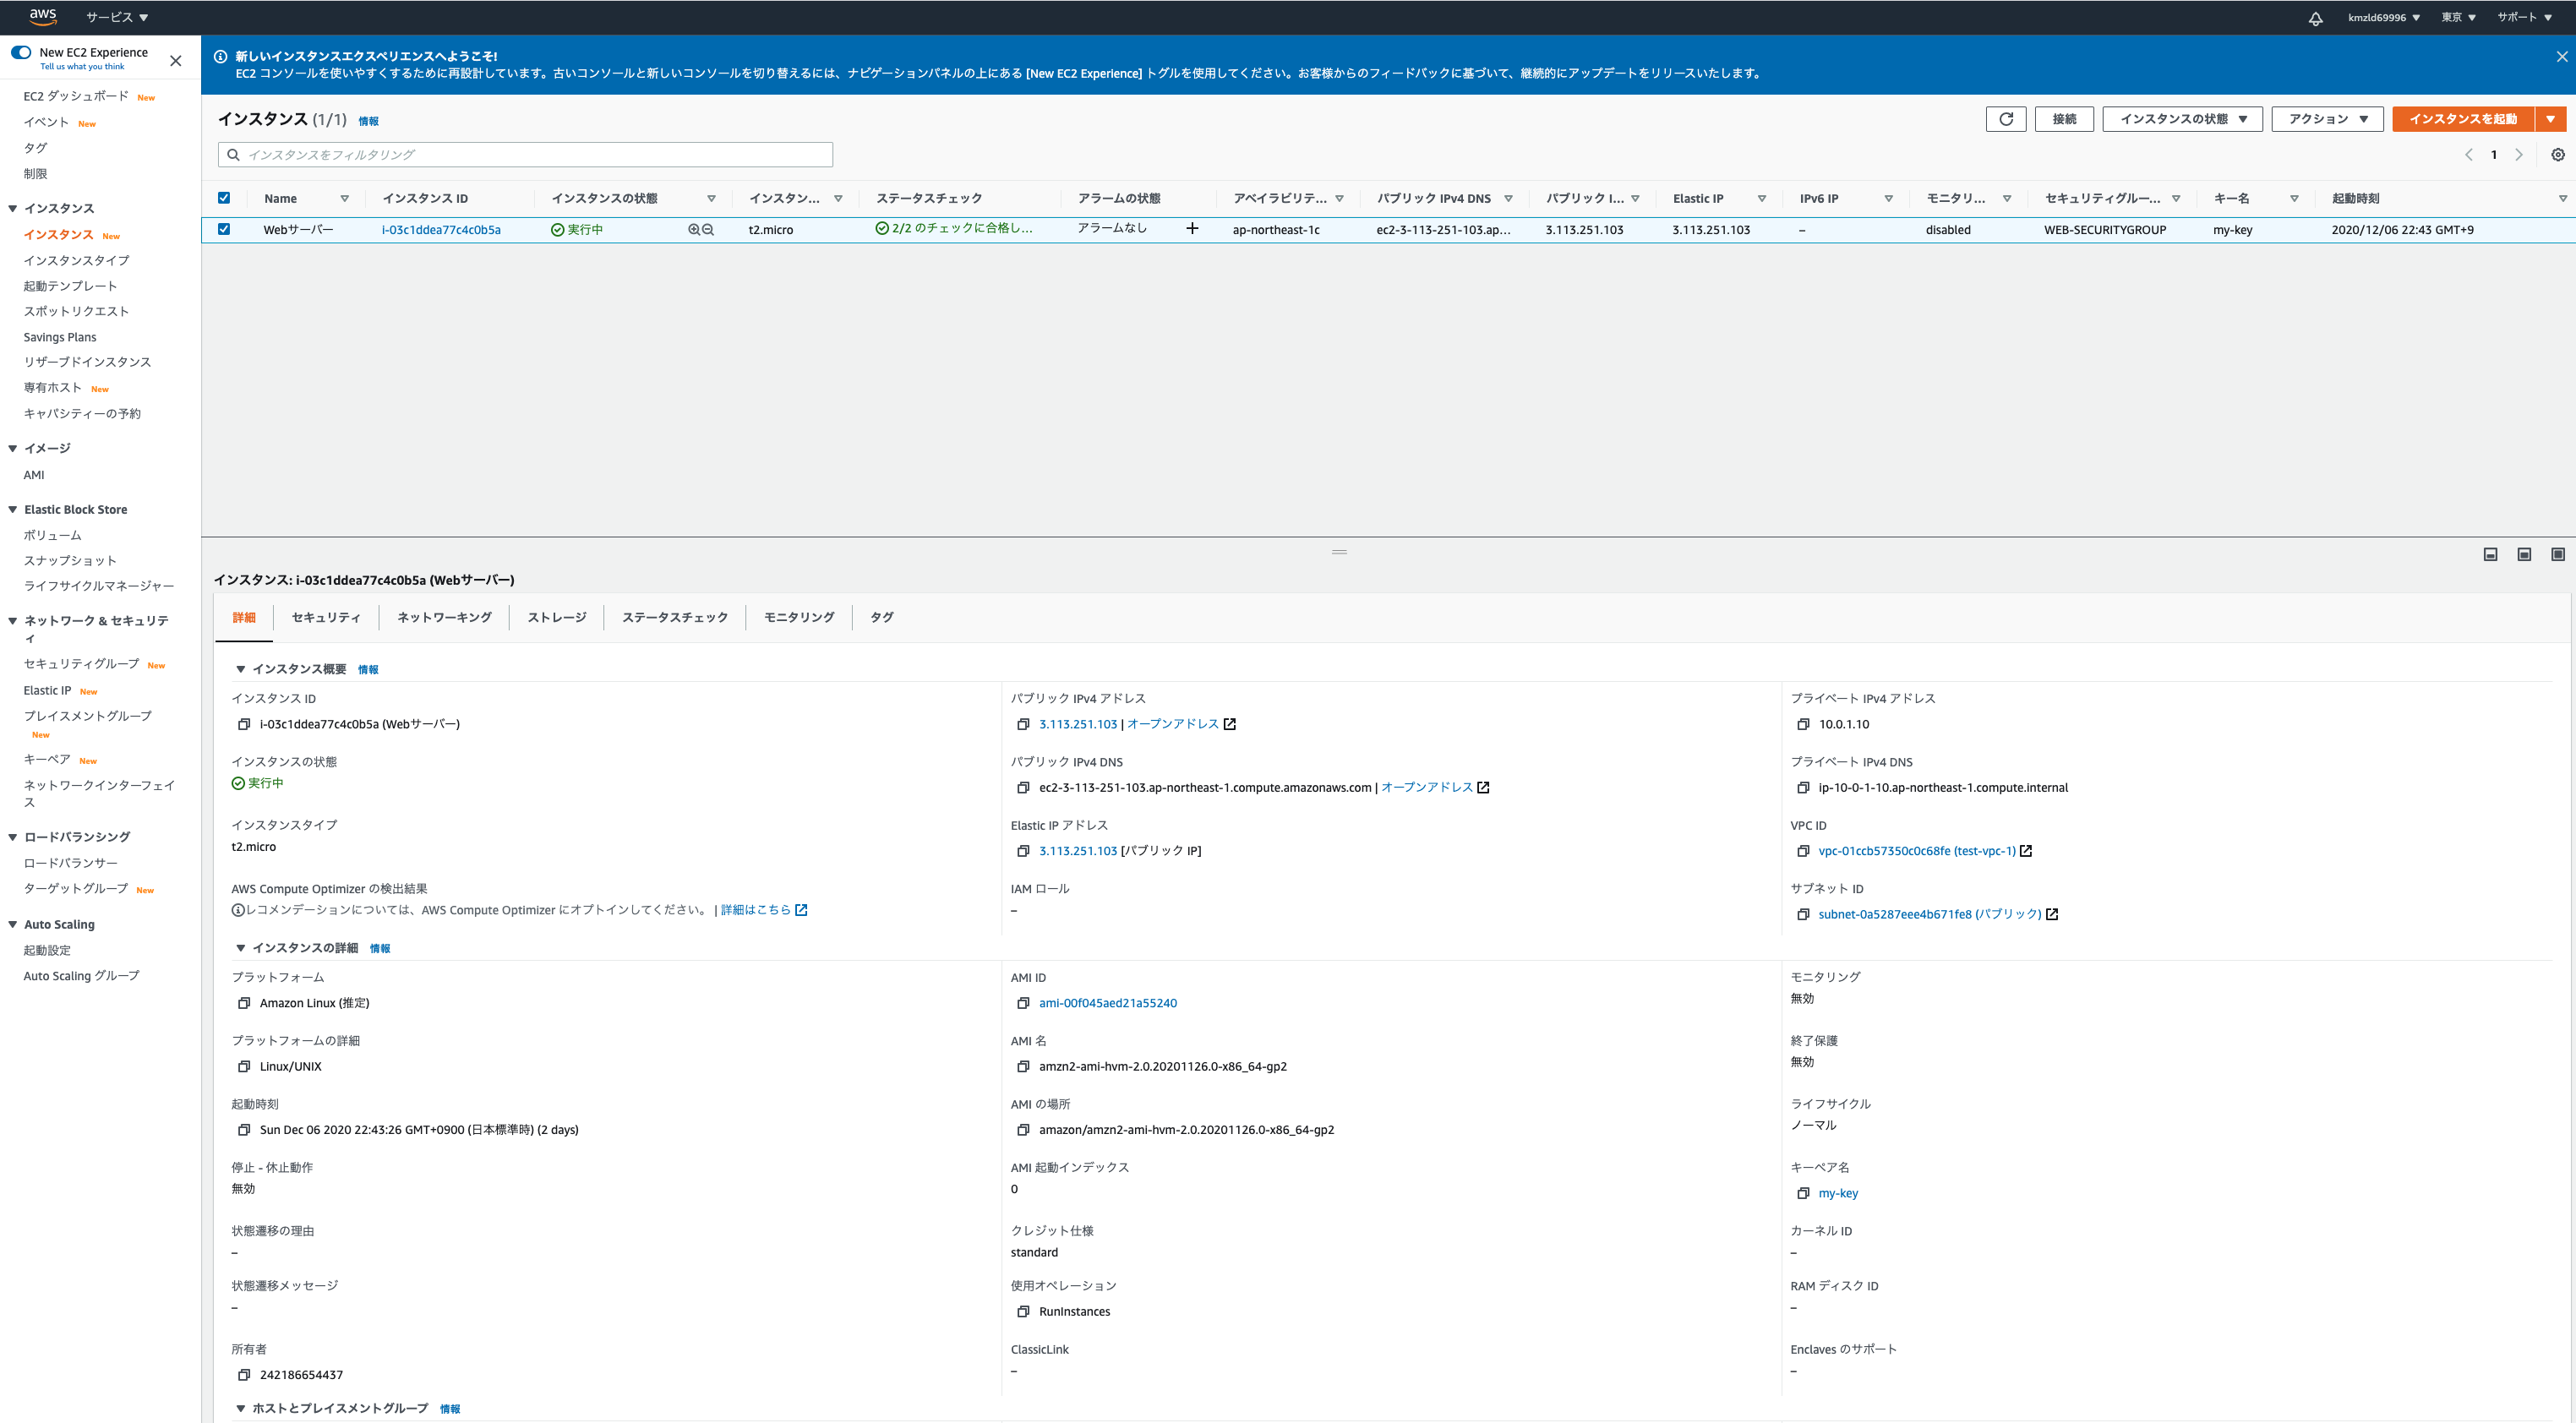 aws サービス kmzld69996 東京 サポート
New EC2 Experience
Tell us what you think
EC2 ダッシュボード New
イベント New
タグ
制限
インスタンス
インスタンス New
インスタンスタイプ
起動テンプレート
スポットリクエスト
Savings Plans
リザーブドインスタンス
専有ホスト New
キャパシティーの予約
イメージ
AMI
Elastic Block Store
ボリューム
スナップショット
ライフサイクルマネージャー
ネットワーク & セキュリテ
ィ
セキュリティグループ New
Elastic IP New
プレイスメントグループ
New
キーペア New
ネットワークインターフェイ
ス
ロードバランシング
ロードバランサー
ターゲットグループ New
Auto Scaling
起動設定
Auto Scaling グループ
新しいインスタンスエクスペリエンスへようこそ!
EC2 コンソールを使いやすくするために再設計しています。古いコンソールと新しいコンソールを切り替えるには、ナビゲーションパネルの上にある [New EC2 Experience] トグルを使用してください。お客様からのフィードバックに基づいて、継続的にアップデートをリリースいたします。
インスタンス (1/1) 情報 接続 インスタンスの状態 アクション インスタンスを起動
インスタンスをフィルタリング 1
Name インスタンス ID インスタンスの状態 インスタン... ステータスチェック アラームの状態 アベイラビリテ... パブリック IPv4 DNS パブリック I... Elastic IP IPv6 IP モニタリ... セキュリティグルー... キー名 起動時刻
Webサーバー i-03c1ddea77c4c0b5a 実行中 t2.micro 2/2 のチェックに合格し... アラームなし ap-northeast-1c ec2-3-113-251-103.ap... 3.113.251.103 3.113.251.103 – disabled WEB-SECURITYGROUP my-key 2020/12/06 22:43 GMT+9
インスタンス: i-03c1ddea77c4c0b5a (Webサーバー)
詳細 セキュリティ ネットワーキング ストレージ ステータスチェック モニタリング タグ
インスタンス概要 情報
インスタンス ID パブリック IPv4 アドレス プライベート IPv4 アドレス
i-03c1ddea77c4c0b5a (Webサーバー) 3.113.251.103 | オープンアドレス 10.0.1.10
インスタンスの状態 パブリック IPv4 DNS プライベート IPv4 DNS
実行中 ec2-3-113-251-103.ap-northeast-1.compute.amazonaws.com | オープンアドレス ip-10-0-1-10.ap-northeast-1.compute.internal
インスタンスタイプ Elastic IP アドレス VPC ID
t2.micro 3.113.251.103 [パブリック IP] vpc-01ccb57350c0c68fe (test-vpc-1)
AWS Compute Optimizer の検出結果 IAM ロール サブネット ID
レコメンデーションについては、AWS Compute Optimizer にオプトインしてください。 | 詳細はこちら – subnet-0a5287eee4b671fe8 (パブリック)
インスタンスの詳細 情報
プラットフォーム AMI ID モニタリング
Amazon Linux (推定) ami-00f045aed21a55240 無効
プラットフォームの詳細 AMI 名 終了保護
Linux/UNIX amzn2-ami-hvm-2.0.20201126.0-x86_64-gp2 無効
起動時刻 AMI の場所 ライフサイクル
Sun Dec 06 2020 22:43:26 GMT+0900 (日本標準時) (2 days) amazon/amzn2-ami-hvm-2.0.20201126.0-x86_64-gp2 ノーマル
停止 - 休止動作 AMI 起動インデックス キーペア名
無効 0 my-key
状態遷移の理由 クレジット仕様 カーネル ID
– standard –
状態遷移メッセージ 使用オペレーション RAM ディスク ID
– RunInstances –
所有者 ClassicLink Enclaves のサポート
242186654437 – –
ホストとプレイスメントグループ 情報